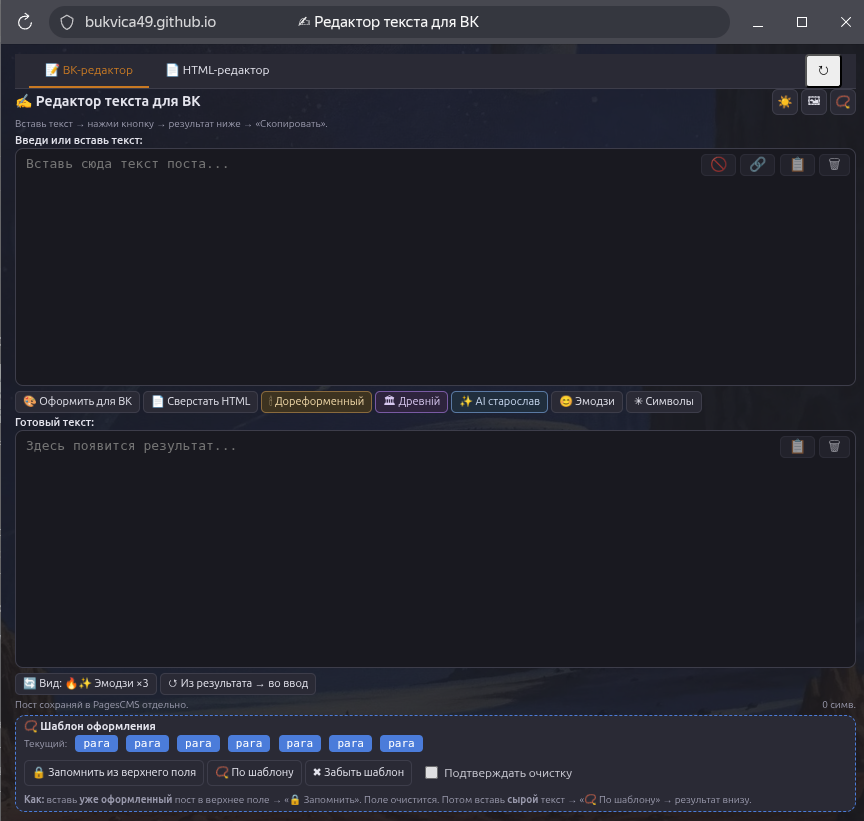 bukvica49.github.io
✍ Редактор текста для ВК
📝 ВК-редактор
📄 HTML-редактор
↻
✍ Редактор текста для ВК
Вставь текст → нажми кнопку → результат ниже → «Скопировать».
Введи или вставь текст:
Вставь сюда текст поста...
🎨 Оформить для ВК
📄 Сверстать HTML
Дореформенный
🏛 Древнiй
✨ AI старослав
😊 Эмодзи
✳ Символы
Готовый текст:
Здесь появится результат...
🔄 Вид: 🔥✨ Эмодзи ×3
↺ Из результата → во ввод
Пост сохраняй в PagesCMS отдельно.
0 симв.
📿 Шаблон оформления
Текущий: para para para para para para para
🔒 Запомнить из верхнего поля
📿 По шаблону
✖ Забыть шаблон
Подтверждать очистку
Как: вставь уже оформленный пост в верхнее поле → «🔒 Запомнить». Поле очистится. Потом вставь сырой текст → «📿 По шаблону» → результат внизу.